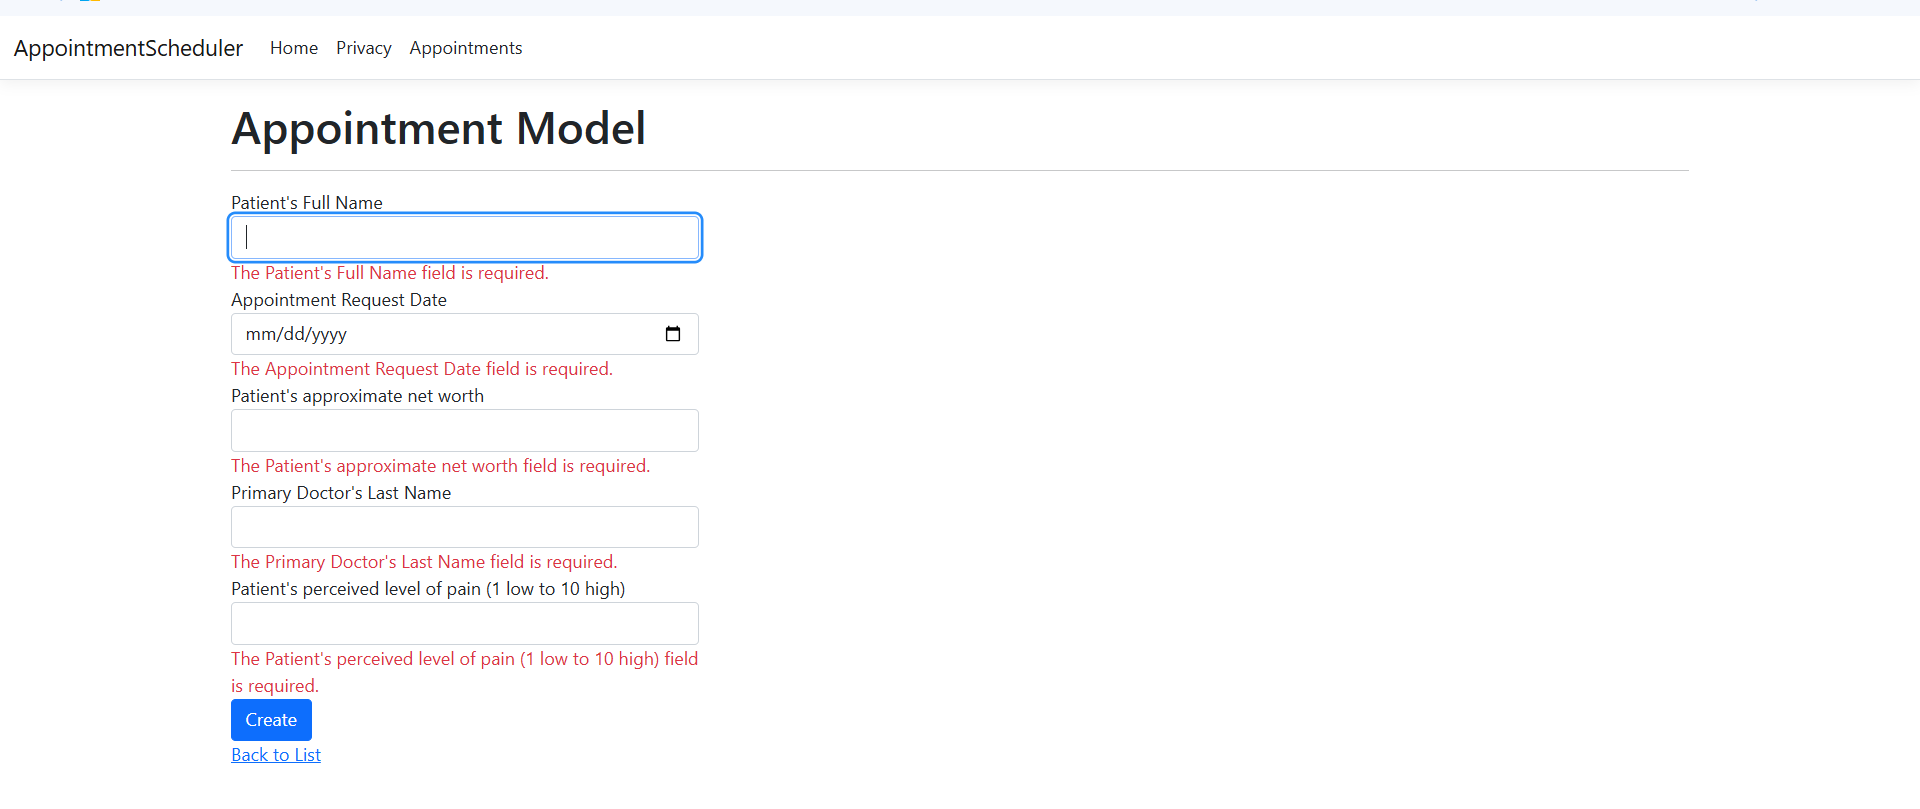 AppointmentScheduler Home Privacy Appointments
Appointment Model
Patient's Full Name
The Patient's Full Name field is required.
Appointment Request Date
mm/dd/yyyy
The Appointment Request Date field is required.
Patient's approximate net worth
The Patient's approximate net worth field is required.
Primary Doctor's Last Name
The Primary Doctor's Last Name field is required.
Patient's perceived level of pain (1 low to 10 high)
The Patient's perceived level of pain (1 low to 10 high) field
is required.
Create
Back to List